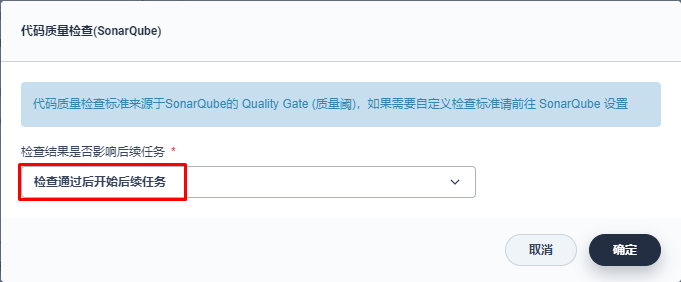 代码质量检查(SonarQube)
代码质量检查标准来源于SonarQube的 Quality Gate (质量阈)，如果需要自定义检查标准请前往 SonarQube 设置
检查结果是否影响后续任务 *
检查通过后开始后续任务
取消
确定